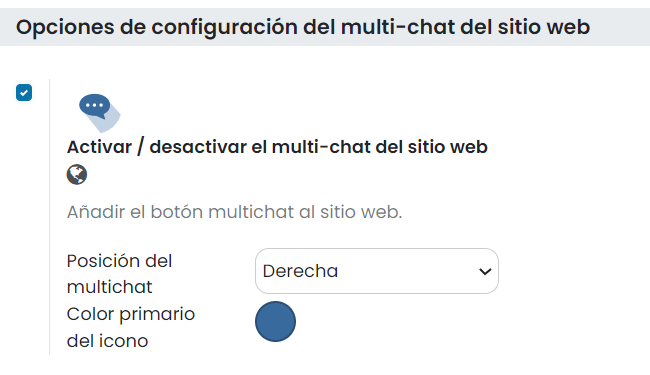 Opciones de configuración del multi-chat del sitio web
Activar / desactivar el multi-chat del sitio web
Añadir el botón multichat al sitio web.
Posición del
multichat
Derecha
Color primario
del icono